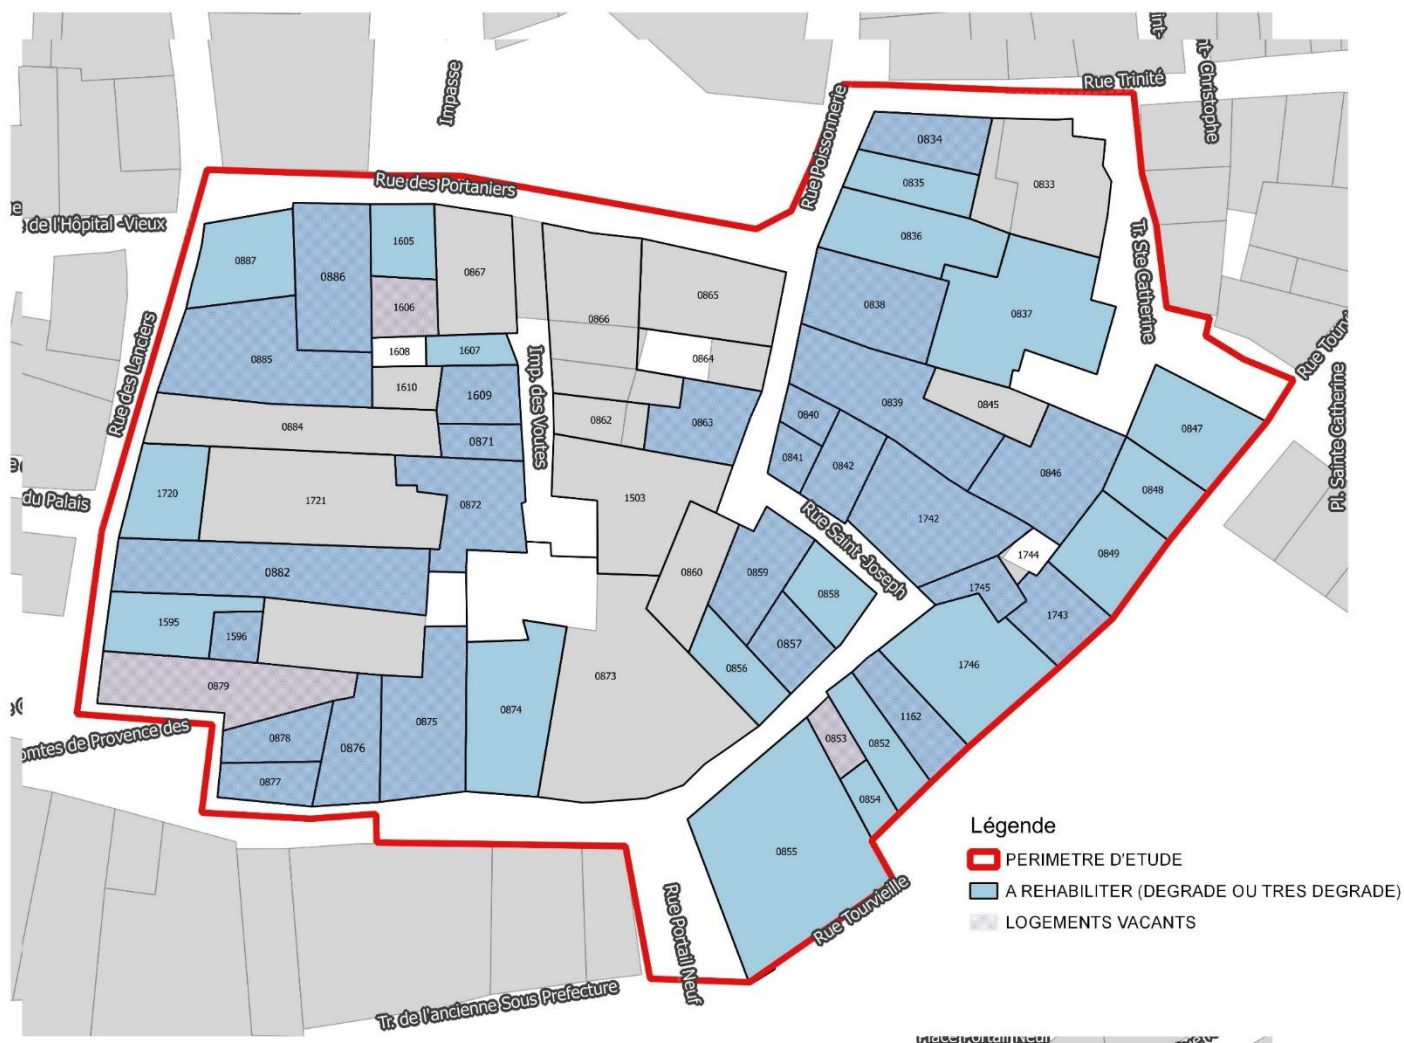 Impasse
Rue Trinité
Christophe
Rue Poissonnerie
0834
0833
0835
Rue des Portaniers
de l'Hôpital -Vieux
0836
Tr. Ste Catherine
0887
0886
1605
0867
0865
0866
0838
0837
1606
Rue des Lanciers
0885
1608
1607
0864
Imp. des Voutes
1610
1609
0884
0871
0862
0863
0839
0845
0840
0841
0842
0846
0847
Pl. Sainte Catherine
du Palais
1720
1721
0872
1503
1742
0848
Rue Saint -Joseph
0849
1744
0882
0860
0859
0858
1745
1743
1595
1596
0857
0856
1746
0879
0873
0874
0875
0876
0878
0877
Comtes de Provence des
1162
0853
0852
0854
0855
Rue Tourvieille
Rue Portail Neuf
Tr. de l'ancienne Sous Prefecture
Légende
PERIMETRE D'ETUDE
A REHABILITER (DEGRADE OU TRES DEGRADE)
LOGEMENTS VACANTS
Place Portail Neuf